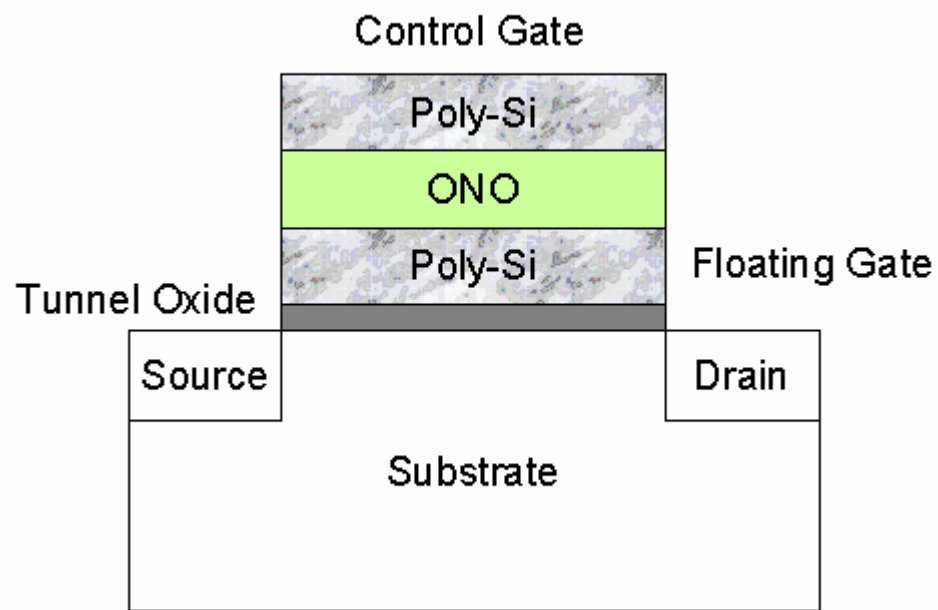 Control Gate
Poly-Si
ONO
Poly-Si
Floating Gate
Tunnel Oxide
Source
Drain
Substrate